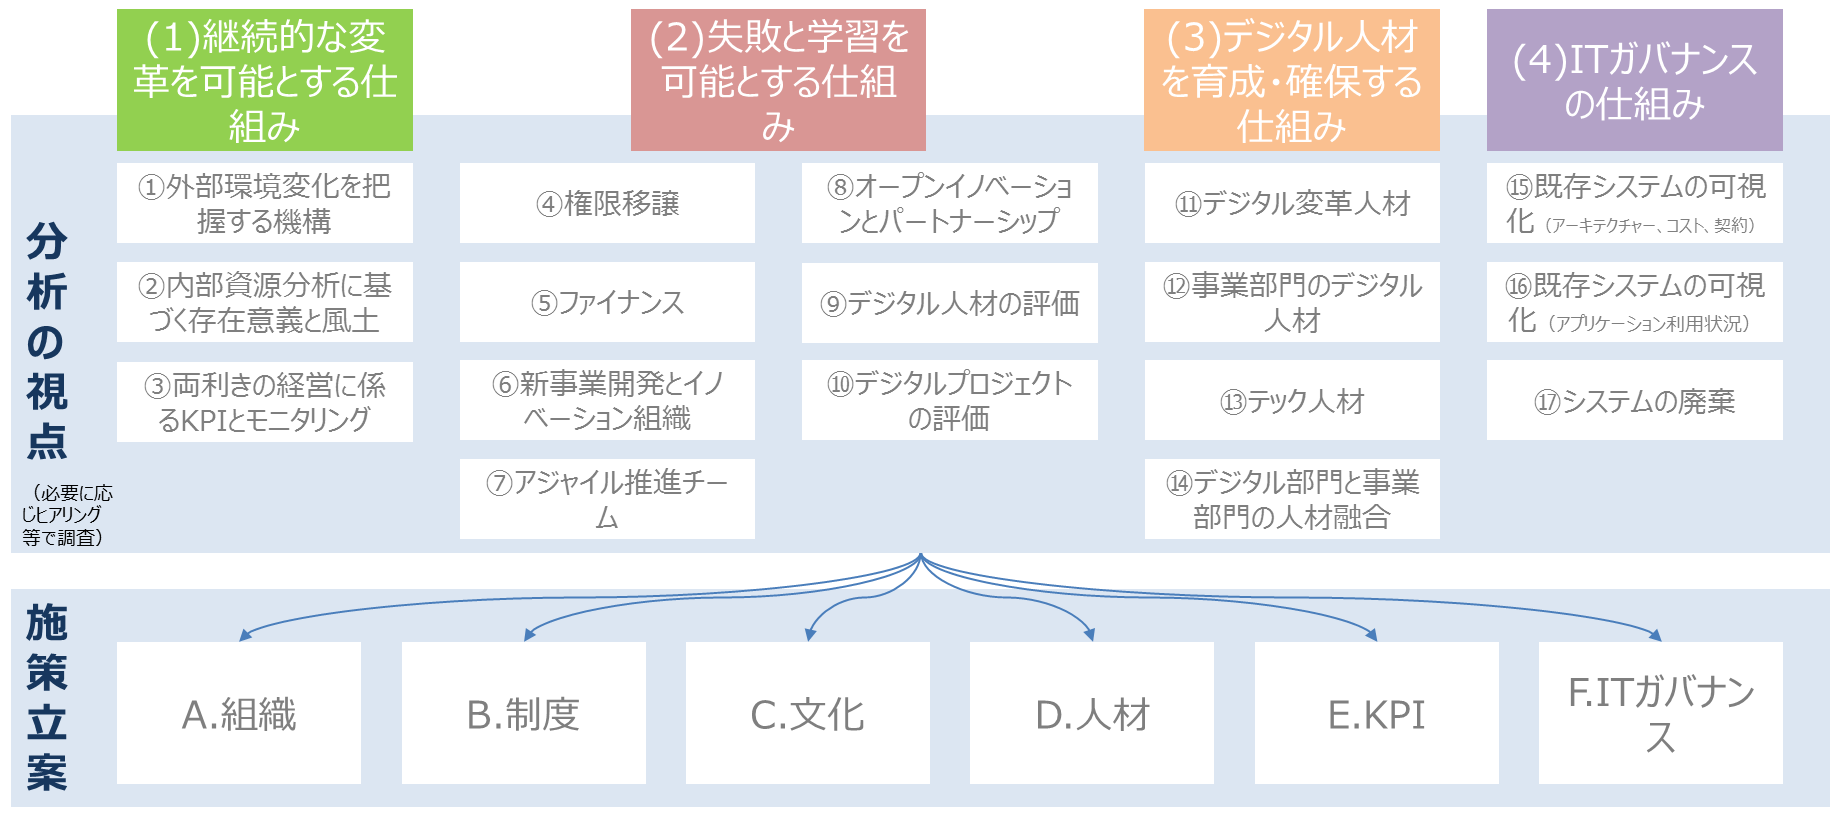 (1)継続的な変
革を可能とする仕
組み
(2)失敗と学習を
可能とする仕組
み
(3)デジタル人材
を育成・確保する
仕組み
(4)ITガバナンス
の仕組み
分析の視点
（必要に応
じヒアリング
等で調査）
①外部環境変化を把
握する機構
②内部資源分析に基
づく存在意義と風土
③両利きの経営に係
るKPIとモニタリング
④権限移譲
⑤ファイナンス
⑥新事業開発とイノ
ベーション組織
⑦アジャイル推進チー
ム
⑧オープンイノベーショ
ンとパートナーシップ
⑨デジタル人材の評価
⑩デジタルプロジェクト
の評価
⑪デジタル変革人材
⑫事業部門のデジタル
人材
⑬テック人材
⑭デジタル部門と事業
部門の人材融合
⑮既存システムの可視
化（アーキテクチャー、コスト、契約）
⑯既存システムの可視
化（アプリケーション利用状況）
⑰システムの廃棄
施策立案
A.組織
B.制度
C.文化
D.人材
E.KPI
F.ITガバナン
ス